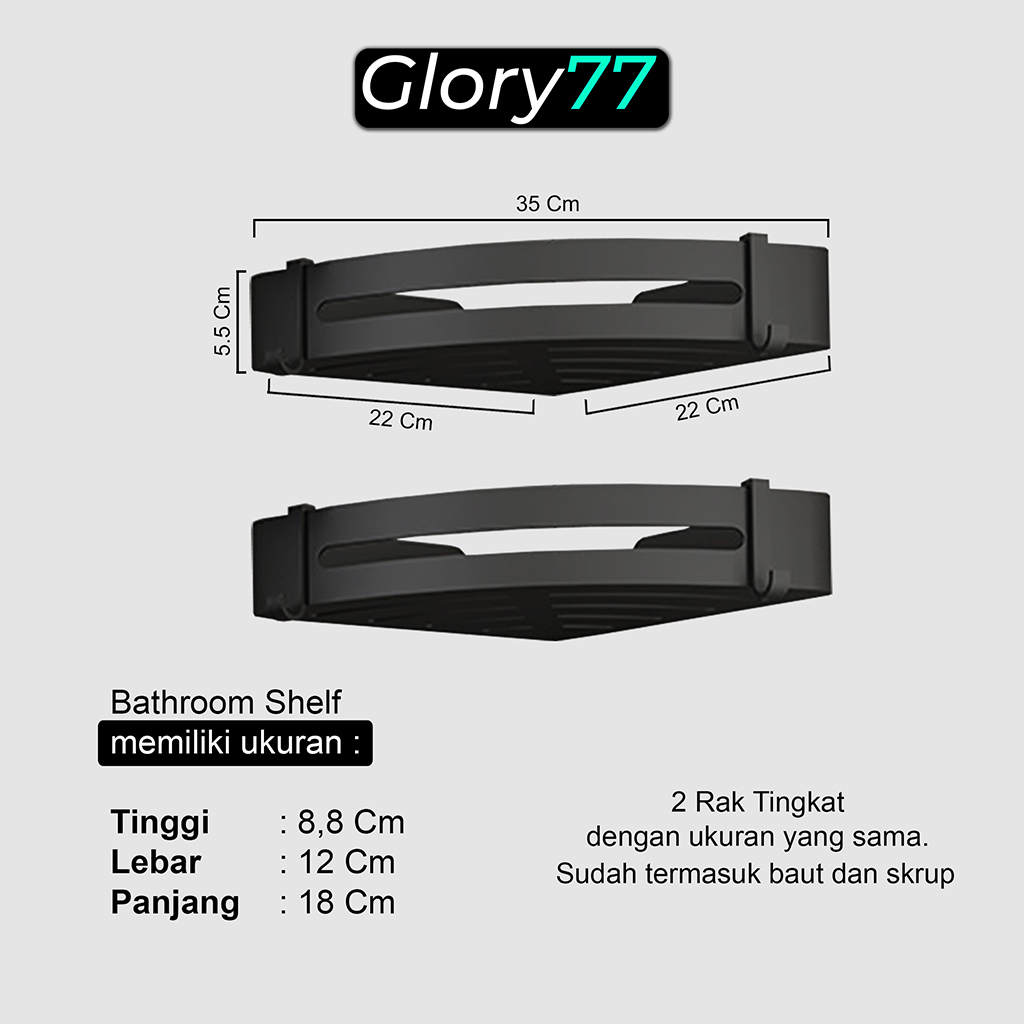 Glory77
35 Cm
5.5 Cm
22 Cm
22 Cm
Bathroom Shelf
memiliki ukuran :
Tinggi : 8,8 Cm
Lebar : 12 Cm
Panjang : 18 Cm
2 Rak Tingkat
dengan ukuran yang sama.
Sudah termasuk baut dan skrup